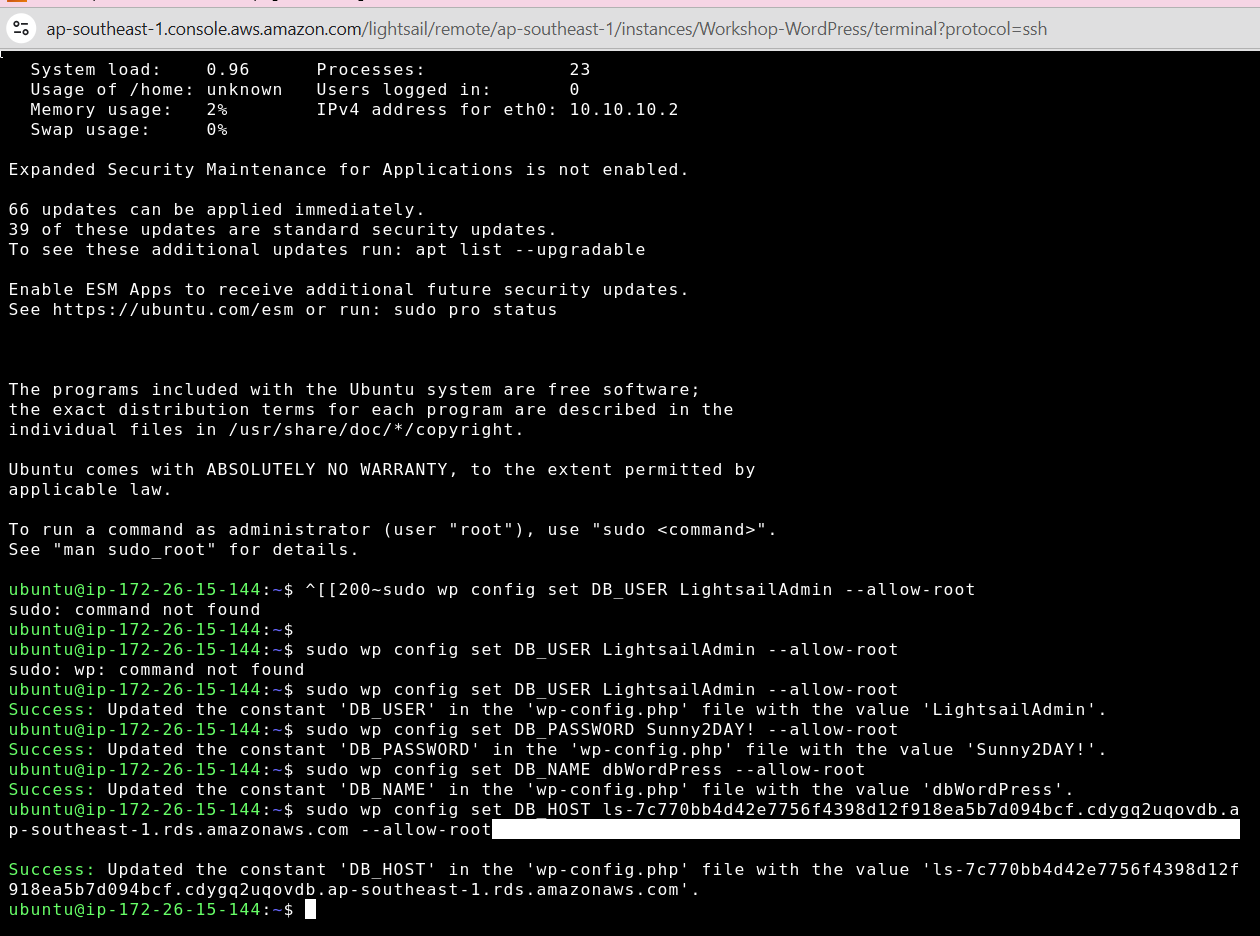 ap-southeast-1.console.aws.amazon.com/lightsail/remote/ap-southeast-1/instances/Workshop-WordPress/terminal?protocol=ssh
System load: 0.96 Processes: 23
Usage of /home: unknown Users logged in: 0
Memory usage: 2% IPv4 address for eth0: 10.10.10.2
Swap usage: 0%
Expanded Security Maintenance for Applications is not enabled.
66 updates can be applied immediately.
39 of these updates are standard security updates.
To see these additional updates run: apt list --upgradable
Enable ESM Apps to receive additional future security updates.
See https://ubuntu.com/esm or run: sudo pro status
The programs included with the Ubuntu system are free software;
the exact distribution terms for each program are described in the
individual files in /usr/share/doc/*/copyright.
Ubuntu comes with ABSOLUTELY NO WARRANTY, to the extent permitted by
applicable law.
To run a command as administrator (user "root"), use "sudo <command>".
See "man sudo_root" for details.
ubuntu@ip-172-26-15-144:~$ ^[[200~sudo wp config set DB_USER LightsailAdmin --allow-root
sudo: command not found
ubuntu@ip-172-26-15-144:~$
ubuntu@ip-172-26-15-144:~$ sudo wp config set DB_USER LightsailAdmin --allow-root
sudo: wp: command not found
ubuntu@ip-172-26-15-144:~$ sudo wp config set DB_USER LightsailAdmin --allow-root
Success: Updated the constant 'DB_USER' in the 'wp-config.php' file with the value 'LightsailAdmin'.
ubuntu@ip-172-26-15-144:~$ sudo wp config set DB_PASSWORD Sunny2DAY! --allow-root
Success: Updated the constant 'DB_PASSWORD' in the 'wp-config.php' file with the value 'Sunny2DAY!'.
ubuntu@ip-172-26-15-144:~$ sudo wp config set DB_NAME dbWordPress --allow-root
Success: Updated the constant 'DB_NAME' in the 'wp-config.php' file with the value 'dbWordPress'.
ubuntu@ip-172-26-15-144:~$ sudo wp config set DB_HOST ls-7c770bb4d42e7756f4398d12f918ea5b7d094bcf.cdygq2uqovdb.a
p-southeast-1.rds.amazonaws.com --allow-root
Success: Updated the constant 'DB_HOST' in the 'wp-config.php' file with the value 'ls-7c770bb4d42e7756f4398d12f
918ea5b7d094bcf.cdygq2uqovdb.ap-southeast-1.rds.amazonaws.com'.
ubuntu@ip-172-26-15-144:~$